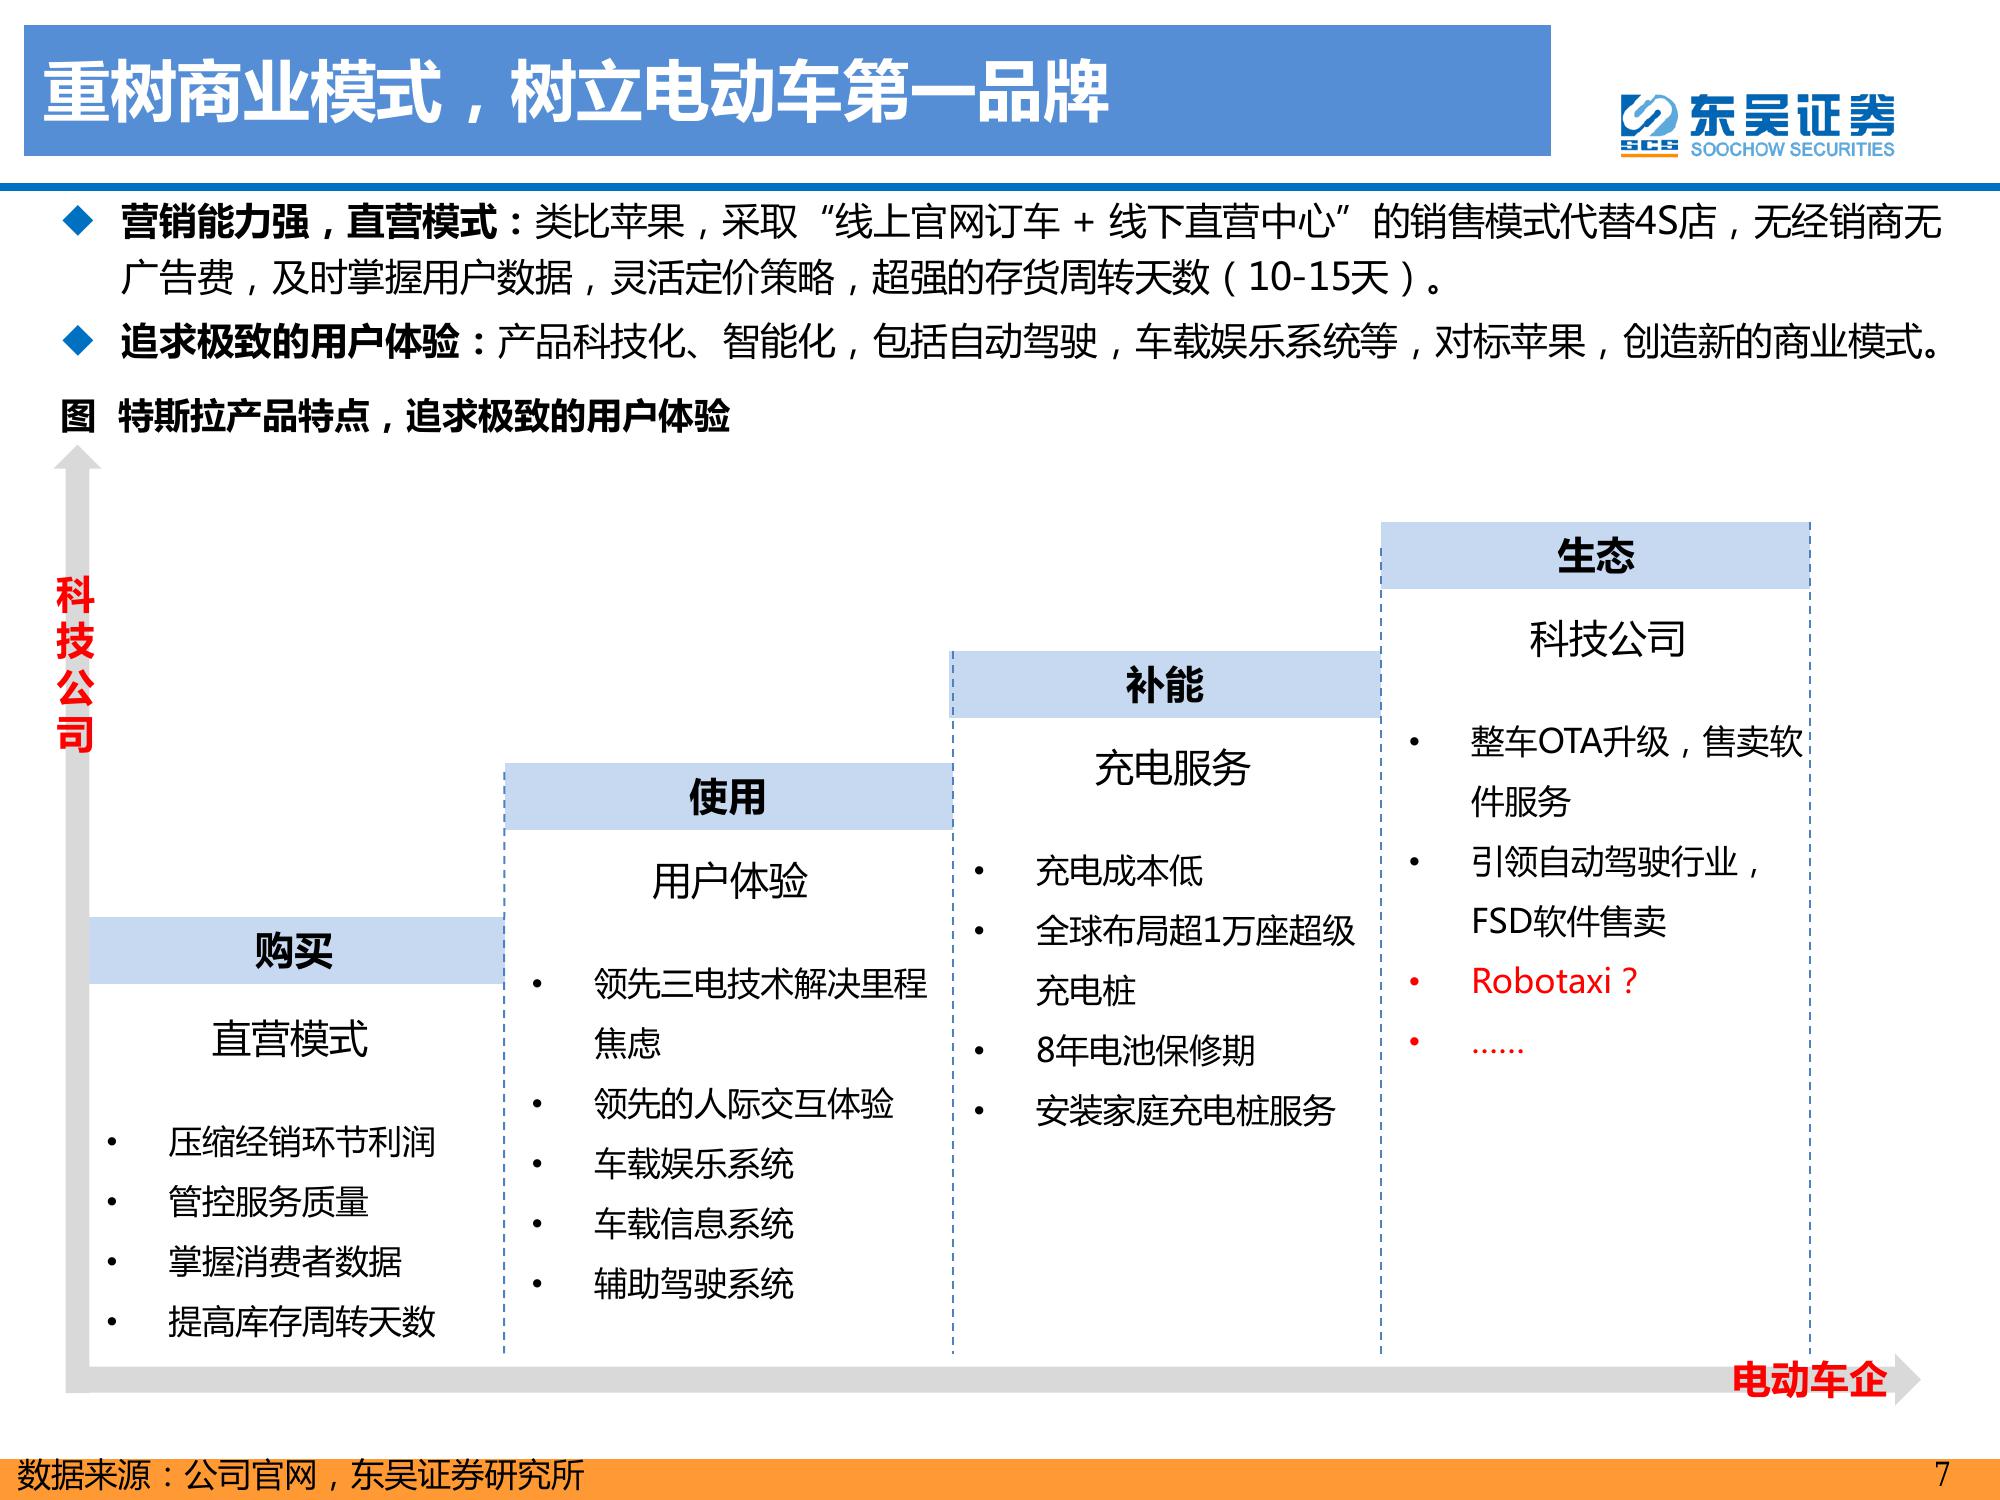 重树商业模式，树立电动车第一品牌
东吴证券
SCS
SOOCHOW SECURITIES
营销能力强，直营模式：类比苹果，采取“线上官网订车 + 线下直营中心”的销售模式代替4S店，无经销商无
广告费，及时掌握用户数据，灵活定价策略，超强的存货周转天数（10-15天）。
追求极致的用户体验：产品科技化、智能化，包括自动驾驶，车载娱乐系统等，对标苹果，创造新的商业模式。
图 特斯拉产品特点，追求极致的用户体验
科
技
公
司
购买
直营模式
• 压缩经销环节利润
• 管控服务质量
• 掌握消费者数据
• 提高库存周转天数
使用
用户体验
• 领先三电技术解决里程
焦虑
• 领先的人际交互体验
• 车载娱乐系统
• 车载信息系统
• 辅助驾驶系统
补能
充电服务
• 充电成本低
• 全球布局超1万座超级
充电桩
• 8年电池保修期
• 安装家庭充电桩服务
生态
科技公司
• 整车OTA升级，售卖软
件服务
• 引领自动驾驶行业，
FSD软件售卖
• Robotaxi？
• ……
电动车企
数据来源：公司官网，东吴证券研究所
7